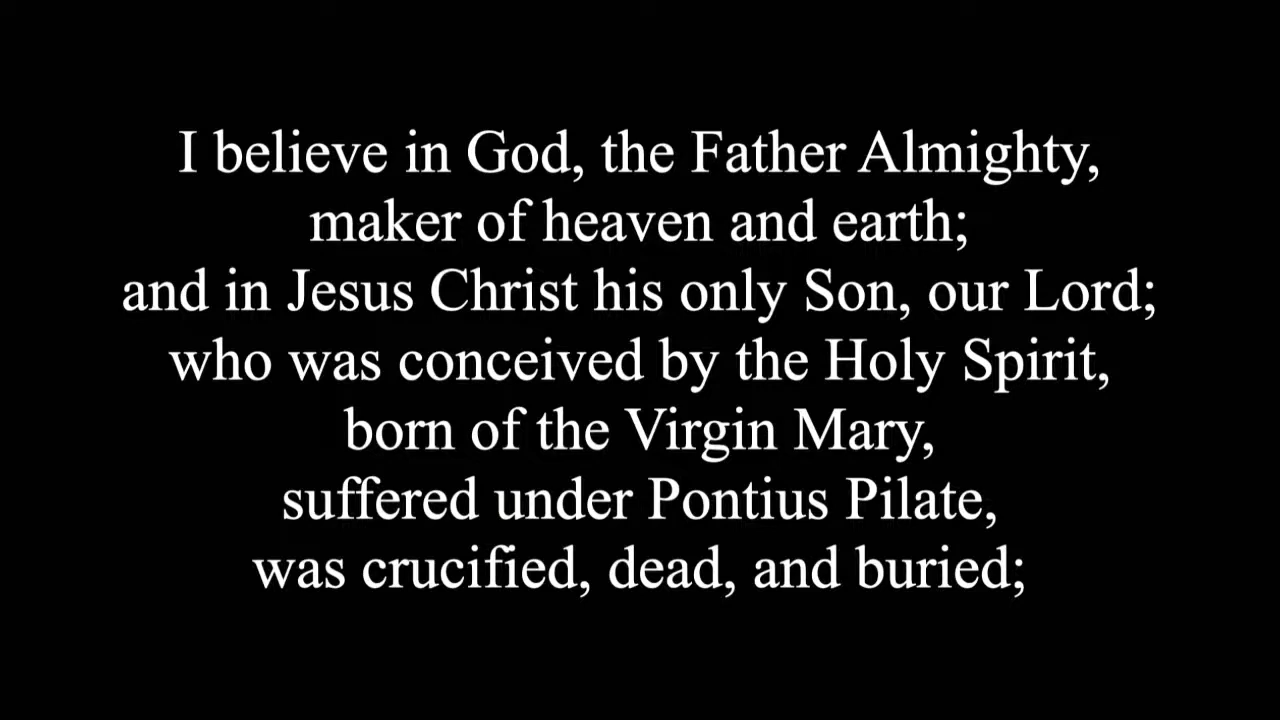 I believe in God, the Father Almighty,
maker of heaven and earth;
and in Jesus Christ his only Son, our Lord;
who was conceived by the Holy Spirit,
born of the Virgin Mary,
suffered under Pontius Pilate,
was crucified, dead, and buried;